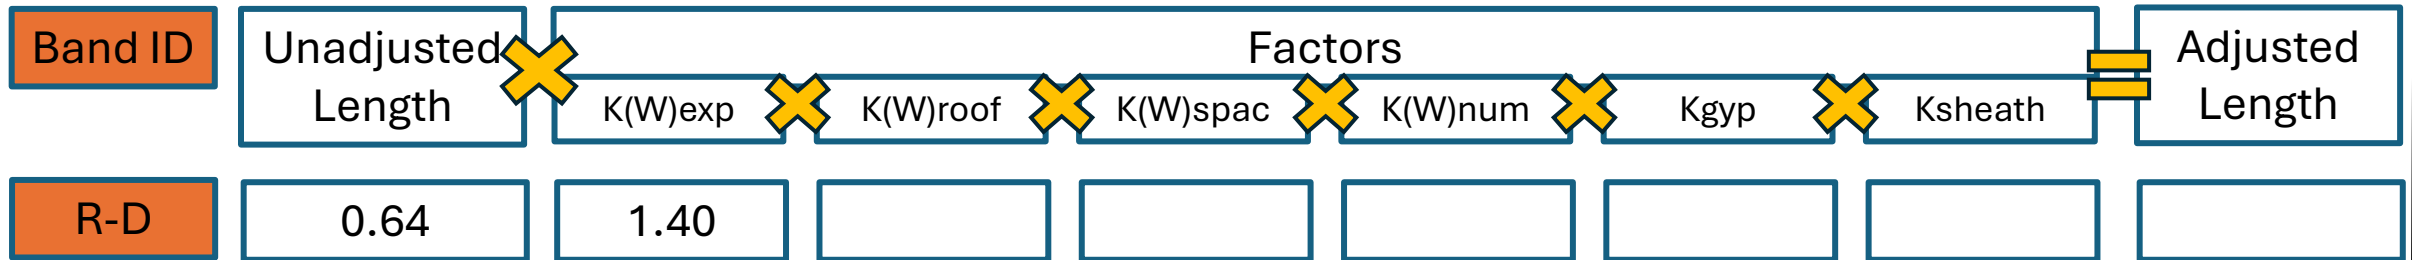 Band ID
Unadjusted
Length
Factors
K(W)exp
K(W)roof
K(W)spac
K(W)num
Kgyp
Ksheath
Adjusted
Length
R-D
0.64
1.40